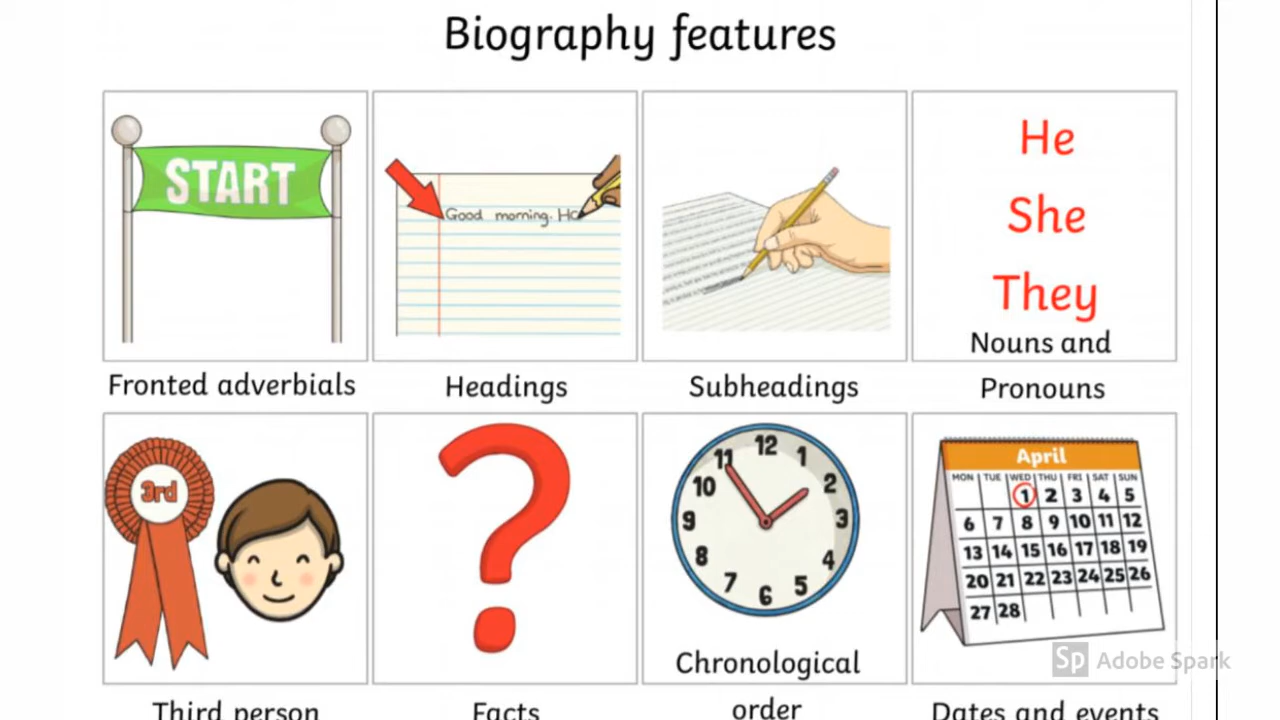 Biography features
START
Good morning. Ho
He
She
They
Nouns and
Fronted adverbials
Headings
Subheadings
Pronouns
3rd
12
11
1
10
2
9
3
8
4
7
5
6
April
MON TUE WED THU FRI SAT SUN
1 2 3 4 5
6 7 8 9 10 11 12
13 14 15 16 17 18 19
20 21 22 23 24 25 26
27 28
Chronological
Third person
Facts
order
Dates and events
Sp Adobe Spark